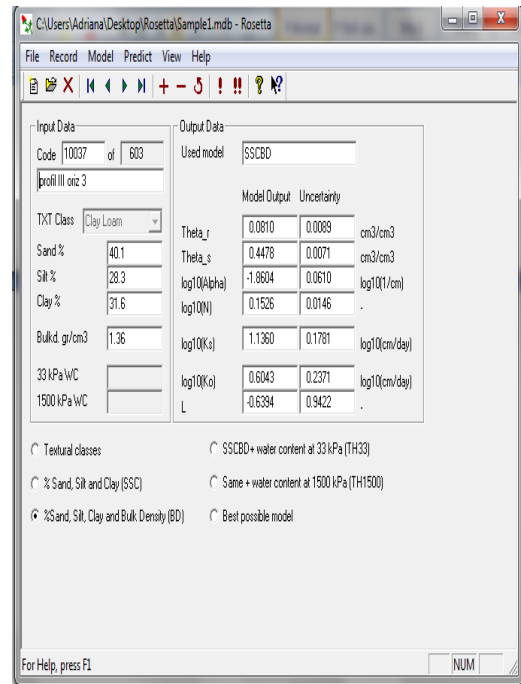 C:\Users\Adriana\Desktop\Rosetta\Sample1.mdb - Rosetta
File Record Model Predict View Help
Input Data
Code 10037 of 603
profil III oriz 3
TXT Class Clay Loam
Sand % 40.1
Silt % 28.3
Clay % 31.6
Bulkd. gr/cm3 1.36
33 kPa WC
1500 kPa WC
Output Data
Used model SSCBD
Model Output Uncertainty
Theta_r 0.0810 0.0089 cm3/cm3
Theta_s 0.4478 0.0071 cm3/cm3
log10(Alpha) -1.8604 0.0610 log10(1/cm)
log10(N) 0.1526 0.0146 .
log10(Ks) 1.1360 0.1781 log10(cm/day)
log10(Ko) 0.6043 0.2371 log10(cm/day)
L -0.6394 0.9422 .
Textural classes
% Sand, Silt and Clay (SSC)
%Sand, Silt, Clay and Bulk Density (BD)
SSCBD+ water content at 33 kPa (TH33)
Same + water content at 1500 kPa (TH1500)
Best possible model
For Help, press F1
NUM